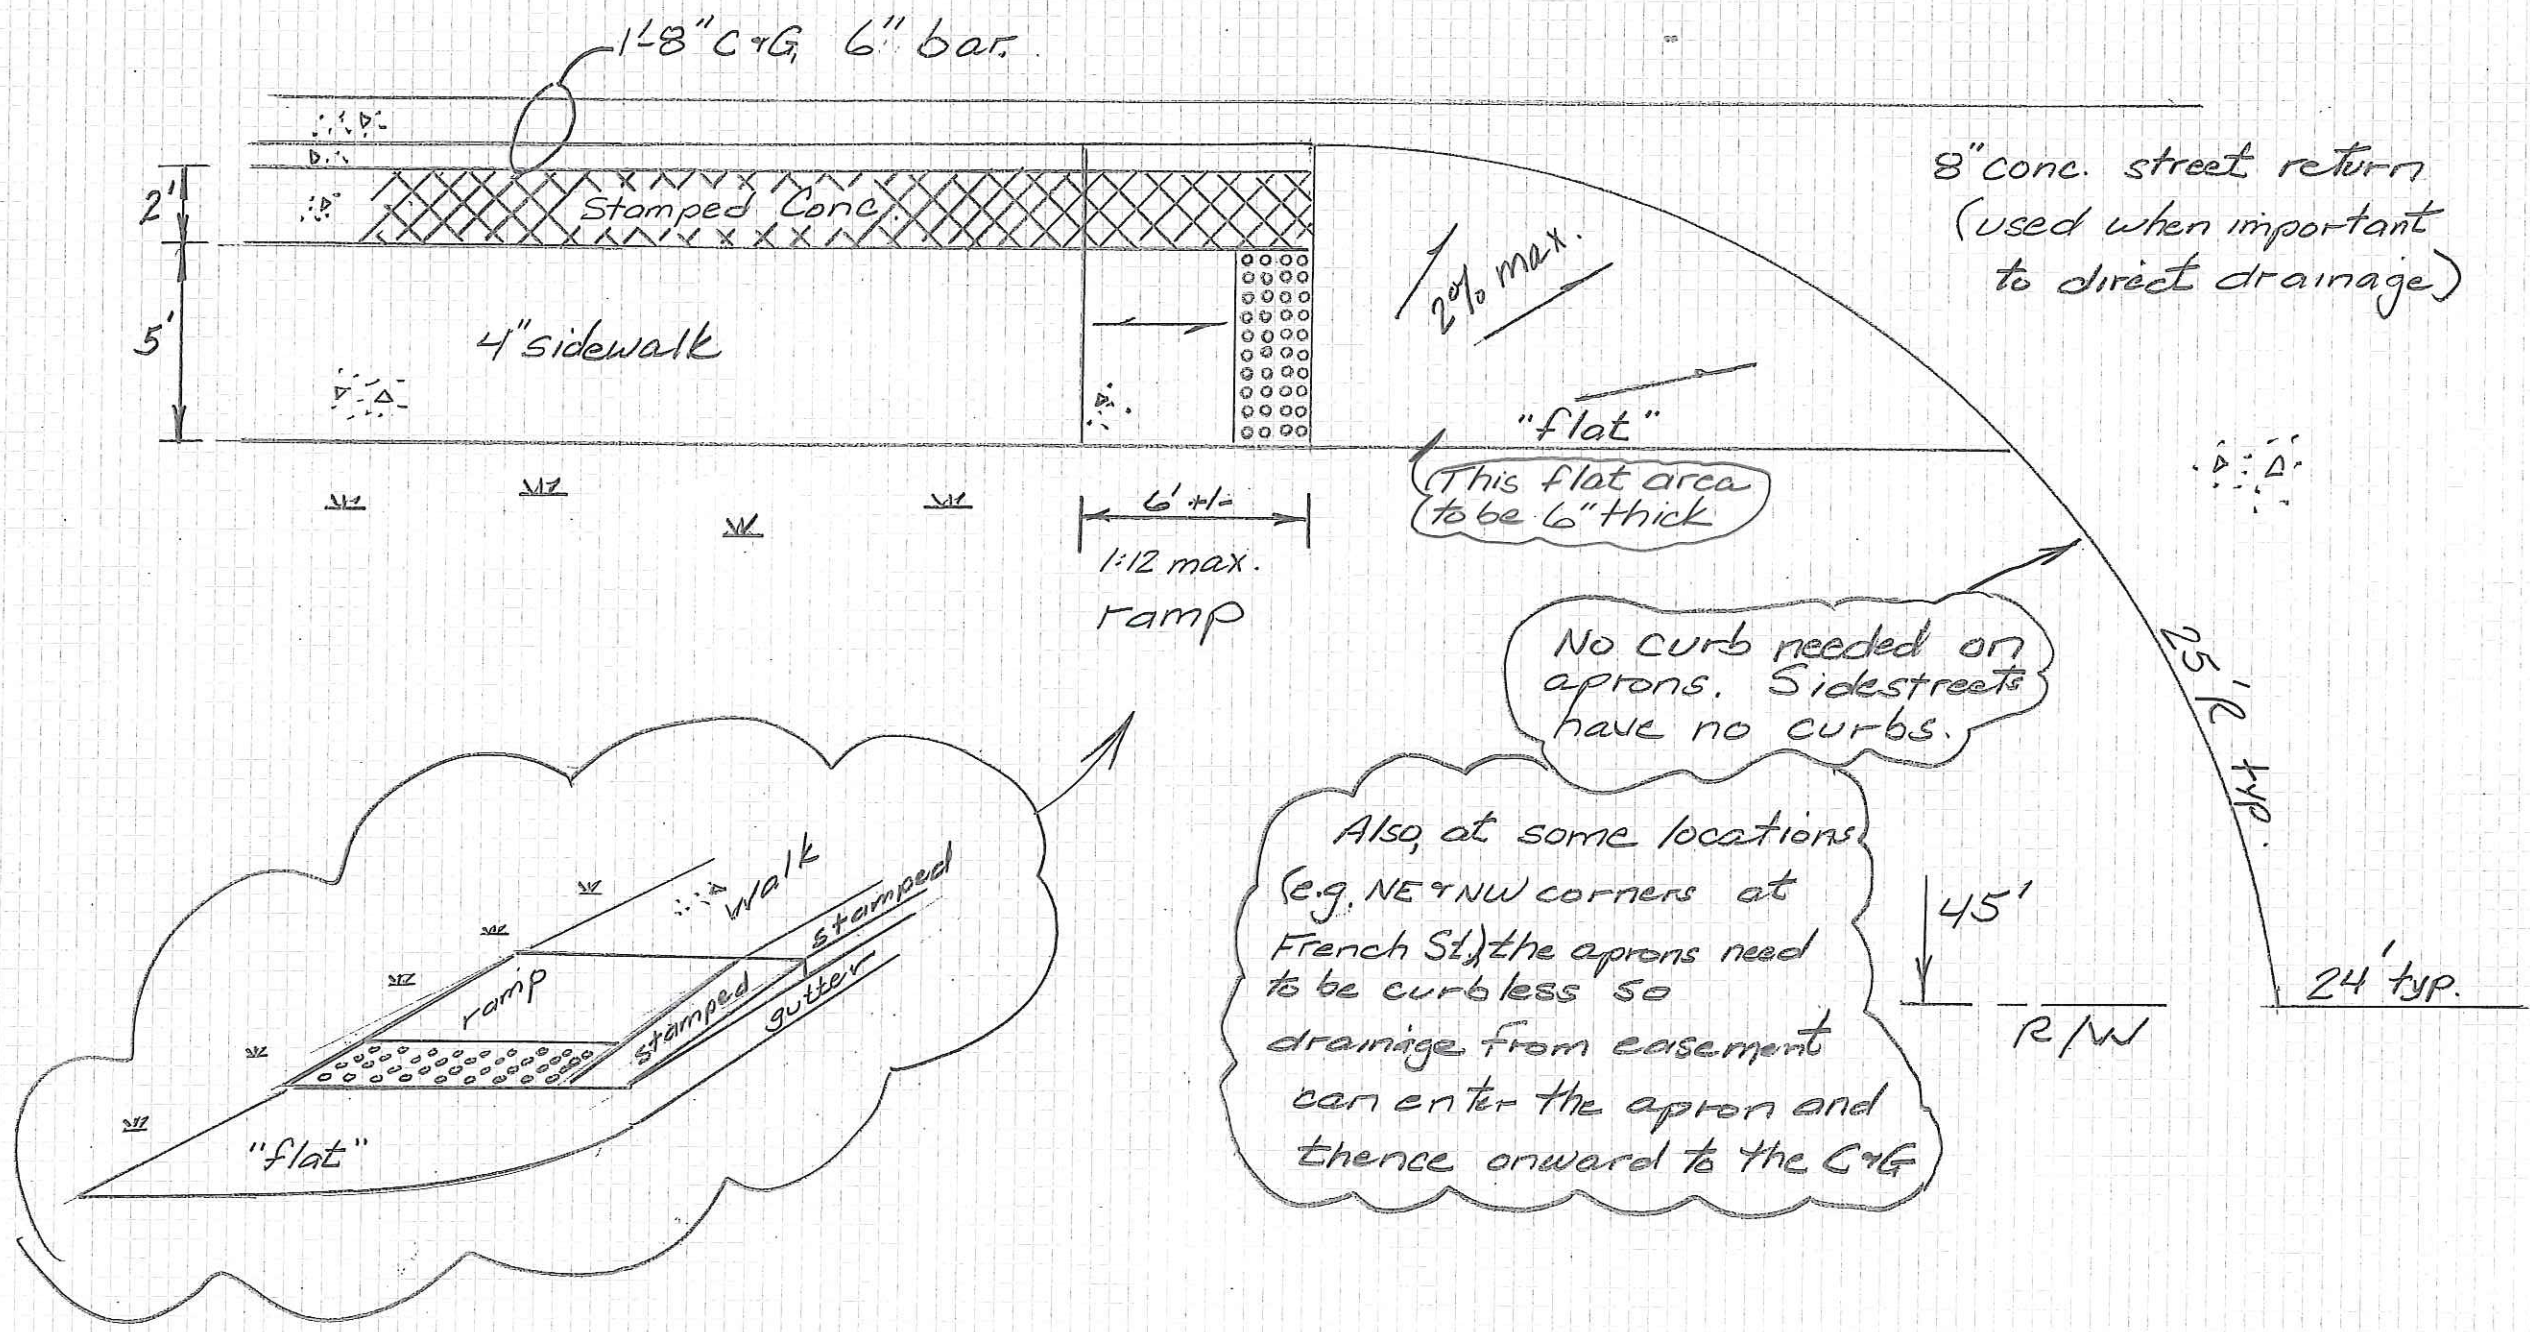 1'-8" C&G, 6" bar.
8" conc. street return
(used when important
to direct drainage)
2'
Stamped Conc.
2% max.
5'
4" sidewalk
"flat"
This flat area
to be 6" thick
6' +/-
1:12 max.
ramp
No curb needed on
aprons. Sidestreets
have no curbs.
25' R typ.
Also, at some locations
(e.g. NE & NW corners at
French St.) the aprons need
to be curbless so
drainage from easement
can enter the apron and
thence onward to the C&G
45'
R/W
24' typ.
walk
stamped
ramp
stamped
gutter
"flat"